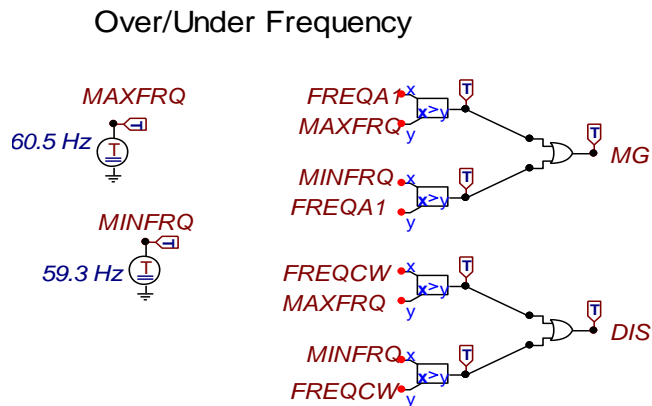 Over/Under Frequency
MAXFRQ
T
60.5 Hz
T
MINFRQ
T
59.3 Hz
T
FREQA1
x
T
x>y
MAXFRQ
y
T
MG
MINFRQ
x
T
x>y
FREQA1
y
FREQCW
x
T
x>y
MAXFRQ
y
T
DIS
MINFRQ
x
T
x>y
FREQCW
y